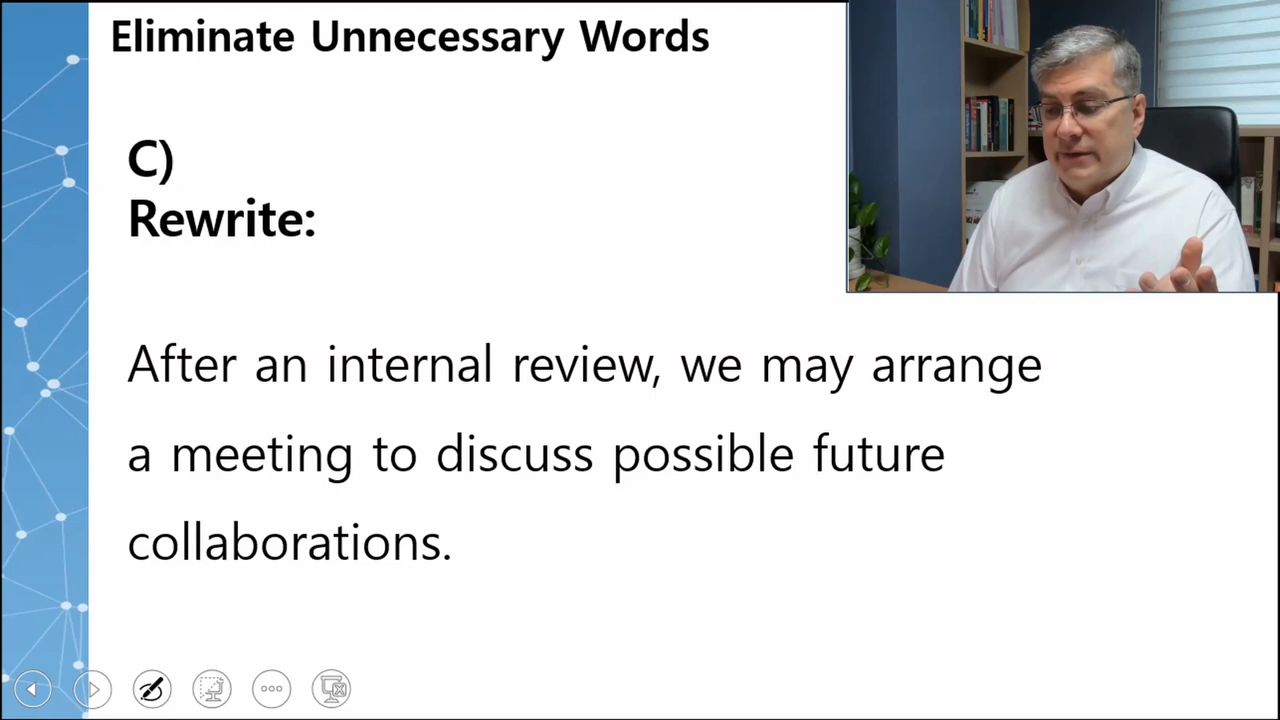 Eliminate Unnecessary Words
C)
Rewrite:
After an internal review, we may arrange
a meeting to discuss possible future
collaborations.